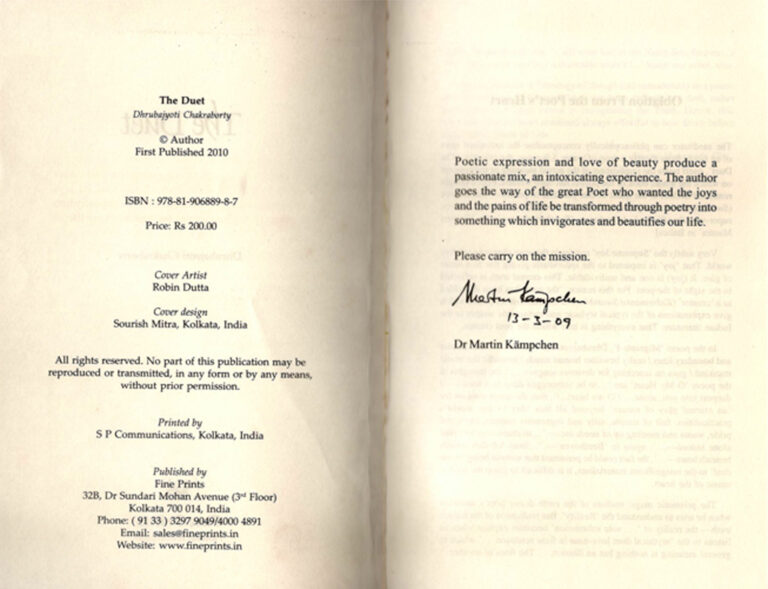 The Duet
Dhrubajyoti Chakraborty
© Author
First Published 2010
ISBN : 978-81-906889-8-7
Price: Rs 200.00
Cover Artist
Robin Dutta
Cover design
Sourish Mitra, Kolkata, India
All rights reserved. No part of this publication may be
reproduced or transmitted, in any form or by any means,
without prior permission.
Printed by
S P Communications, Kolkata, India
Published by
Fine Prints
32B, Dr Sundari Mohan Avenue (3rd Floor)
Kolkata 700 014, India
Phone: ( 91 33 ) 3297 9049/4000 4891
Email: sales@fineprints.in
Website: www.fineprints.in
Poetic expression and love of beauty produce a
passionate mix, an intoxicating experience. The author
goes the way of the great Poet who wanted the joys
and the pains of life be transformed through poetry into
something which invigorates and beautifies our life.
Please carry on the mission.
Martin Kämpchen
13-3-09
Dr Martin Kämpchen